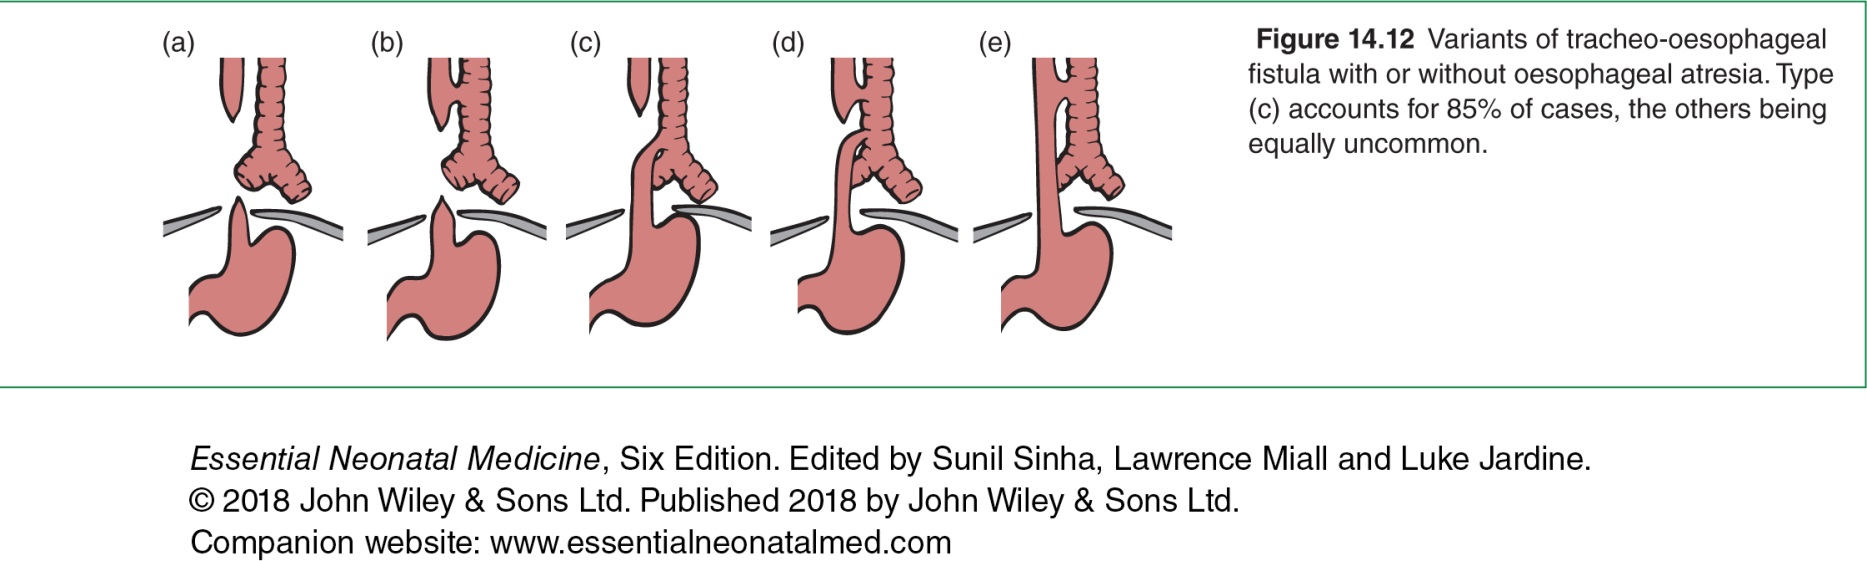 (a) (b) (c) (d) (e)
Figure 14.12 Variants of tracheo-oesophageal
fistula with or without oesophageal atresia. Type
(c) accounts for 85% of cases, the others being
equally uncommon.
Essential Neonatal Medicine, Six Edition. Edited by Sunil Sinha, Lawrence Miall and Luke Jardine.
© 2018 John Wiley & Sons Ltd. Published 2018 by John Wiley & Sons Ltd.
Companion website: www.essentialneonatalmed.com